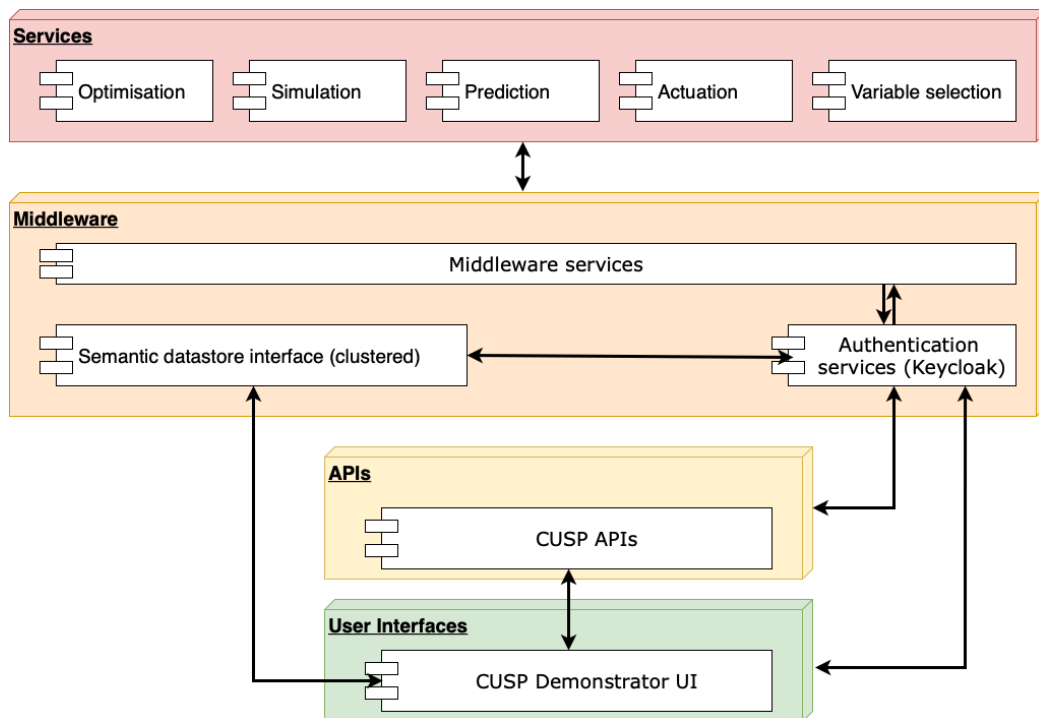 Services
Optimisation
Simulation
Prediction
Actuation
Variable selection
Middleware
Middleware services
Semantic datastore interface (clustered)
Authentication
services (Keycloak)
APIs
CUSP APIs
User Interfaces
CUSP Demonstrator UI